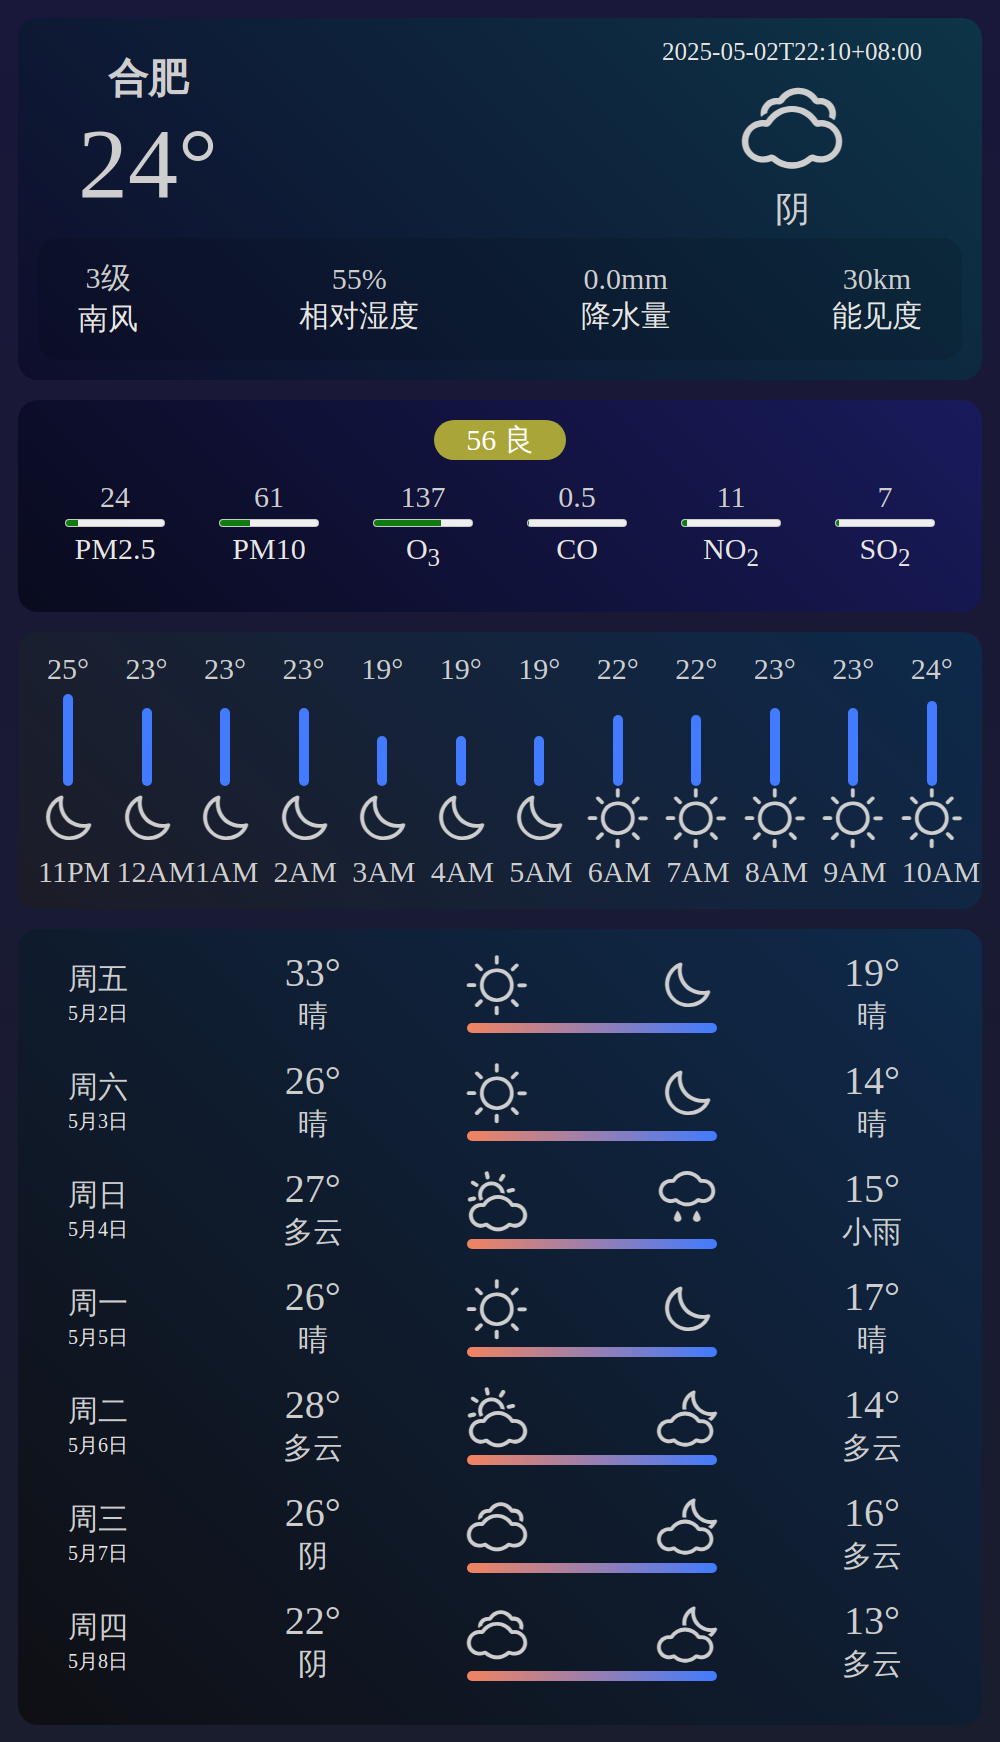 合肥
24°
2025-05-02T22:10+08:00
阴
3级 55% 0.0mm 30km
南风 相对湿度 降水量 能见度
56 良
24 61 137 0.5 11 7
PM2.5 PM10 O3 CO NO2 SO2
25° 23° 23° 23° 19° 19° 19° 22° 22° 23° 23° 24°
11PM 12AM 1AM 2AM 3AM 4AM 5AM 6AM 7AM 8AM 9AM 10AM
周五 33° 19°
5月2日 晴 晴
周六 26° 14°
5月3日 晴 晴
周日 27° 15°
5月4日 多云 小雨
周一 26° 17°
5月5日 晴 晴
周二 28° 14°
5月6日 多云 多云
周三 26° 16°
5月7日 阴 多云
周四 22° 13°
5月8日 阴 多云